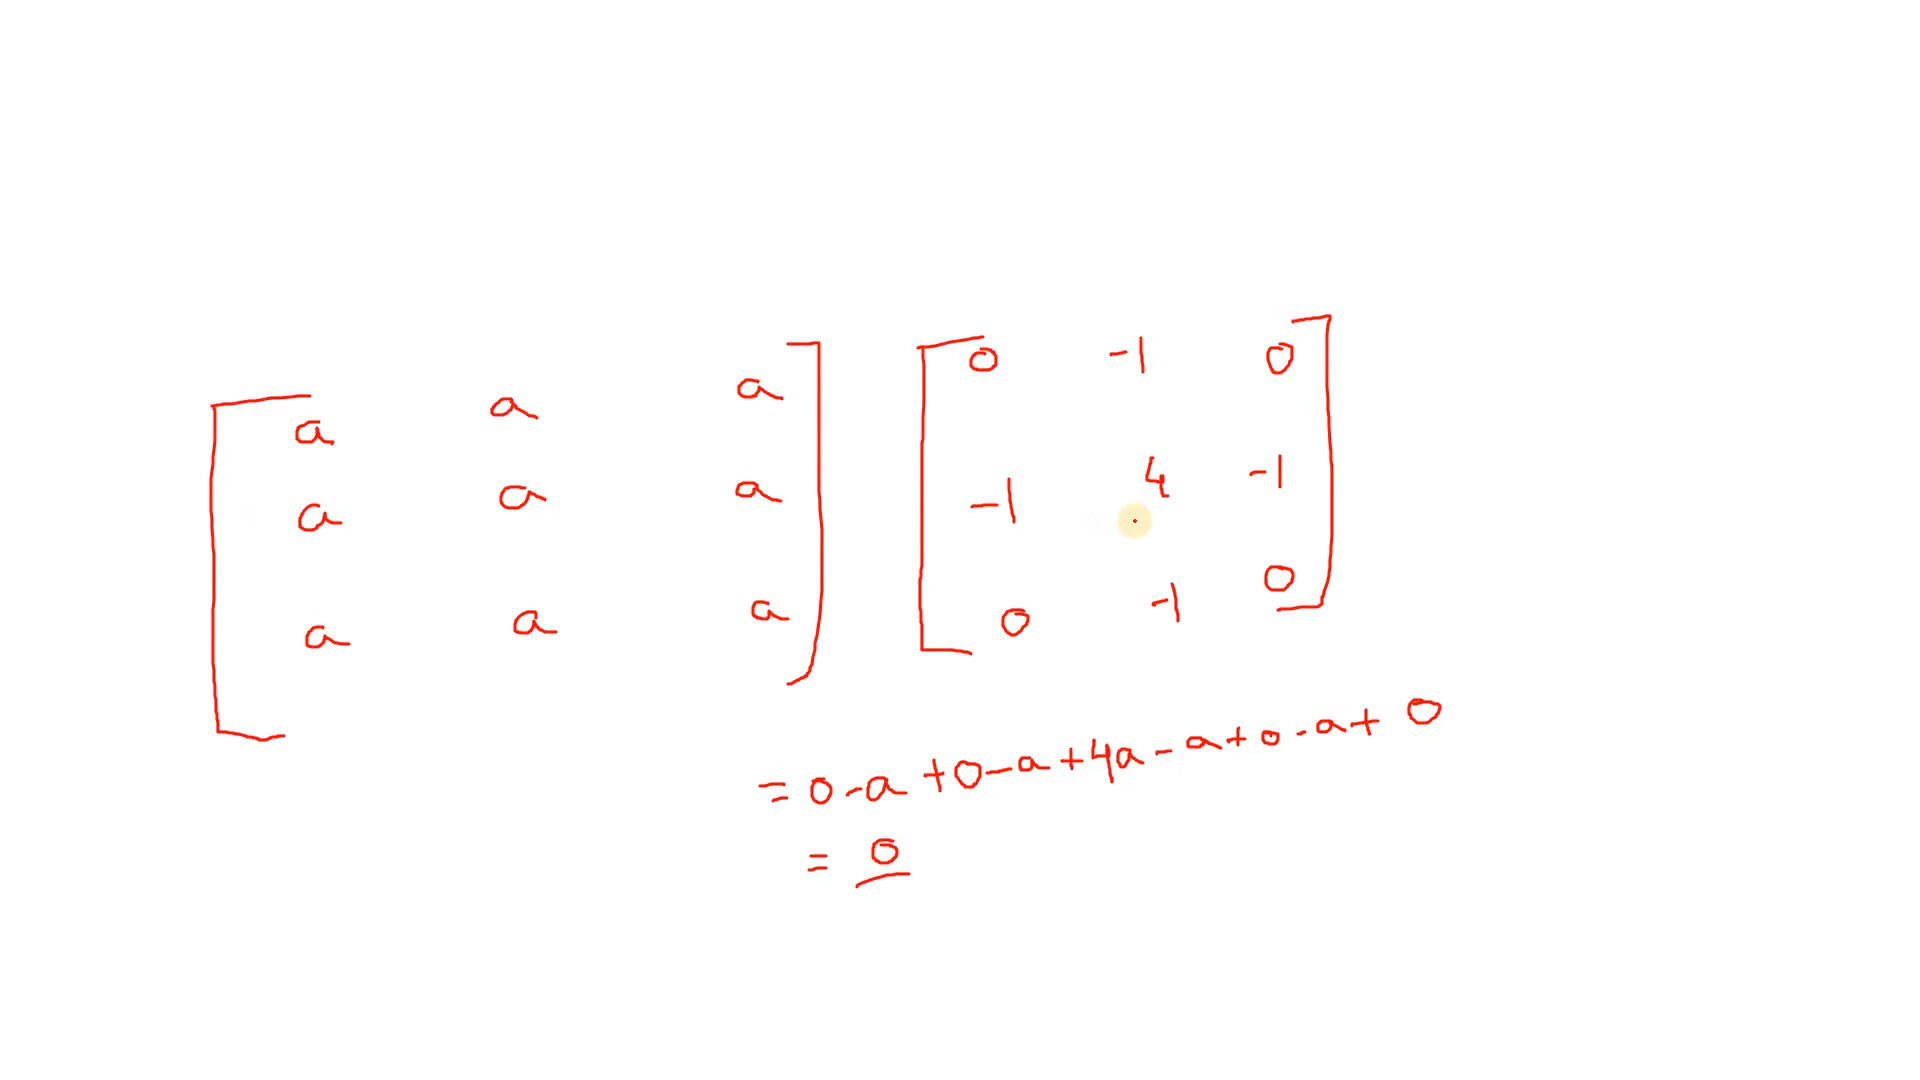 a a a 0 -1 0
a a a -1 4 -1
a a a 0 -1 0
= 0-a+0-a+4a-a+0-a+0
= 0